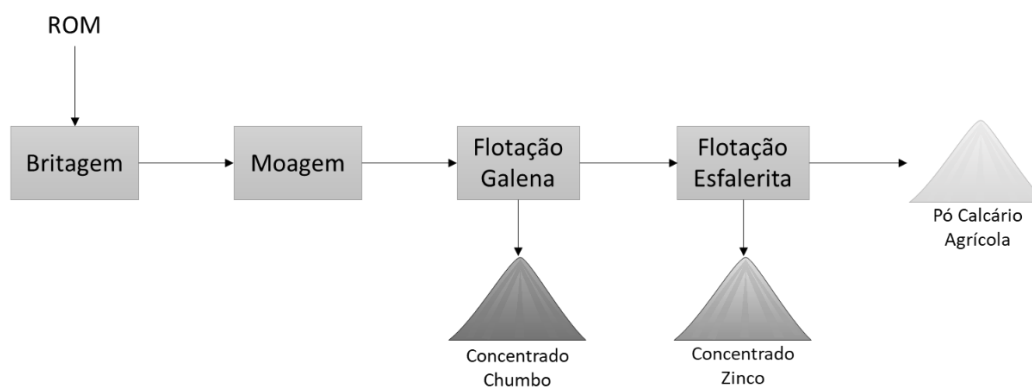 ROM
Britagem
Moagem
Flotação
Galena
Flotação
Esfalerita
Pó Calcário
Agrícola
Concentrado
Chumbo
Concentrado
Zinco